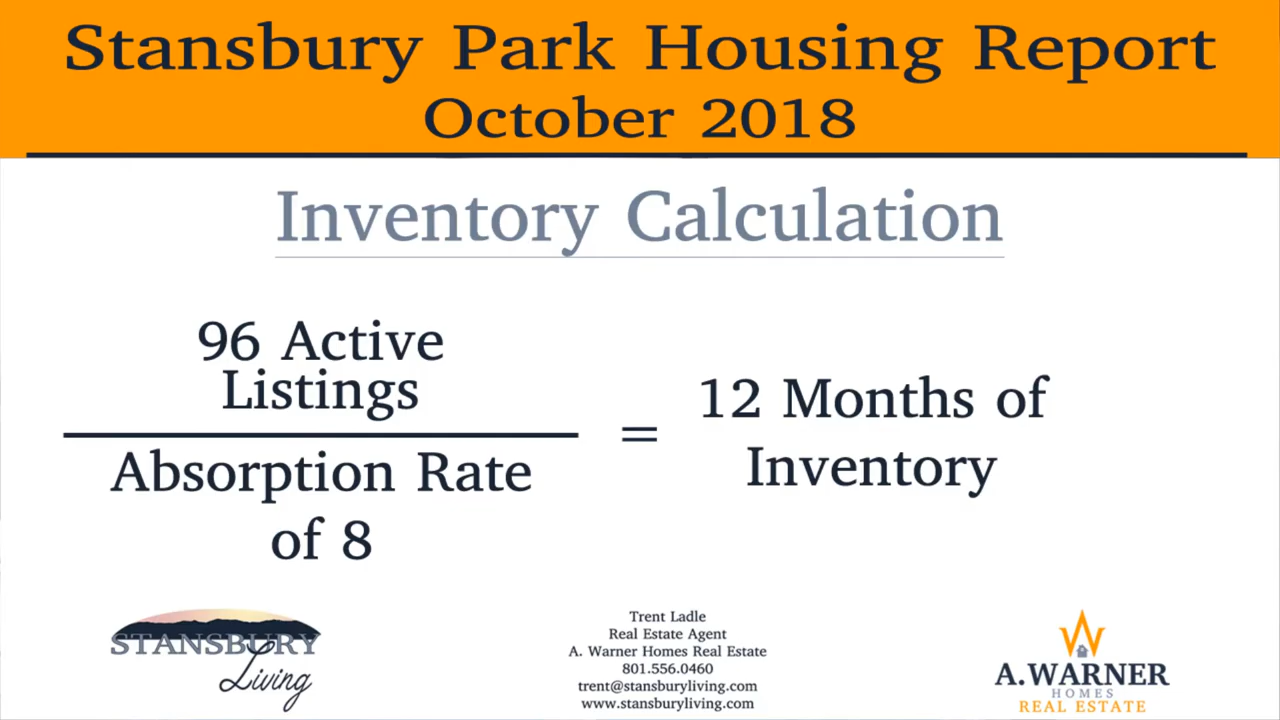 Stansbury Park Housing Report
October 2018
Inventory Calculation
96 Active
Listings
Absorption Rate
of 8
=
12 Months of
Inventory
STANSBURY
Living
Trent Ladle
Real Estate Agent
A. Warner Homes Real Estate
801.556.0460
trent@stansburyliving.com
www.stansburyliving.com
A.WARNER
HOMES
REAL ESTATE